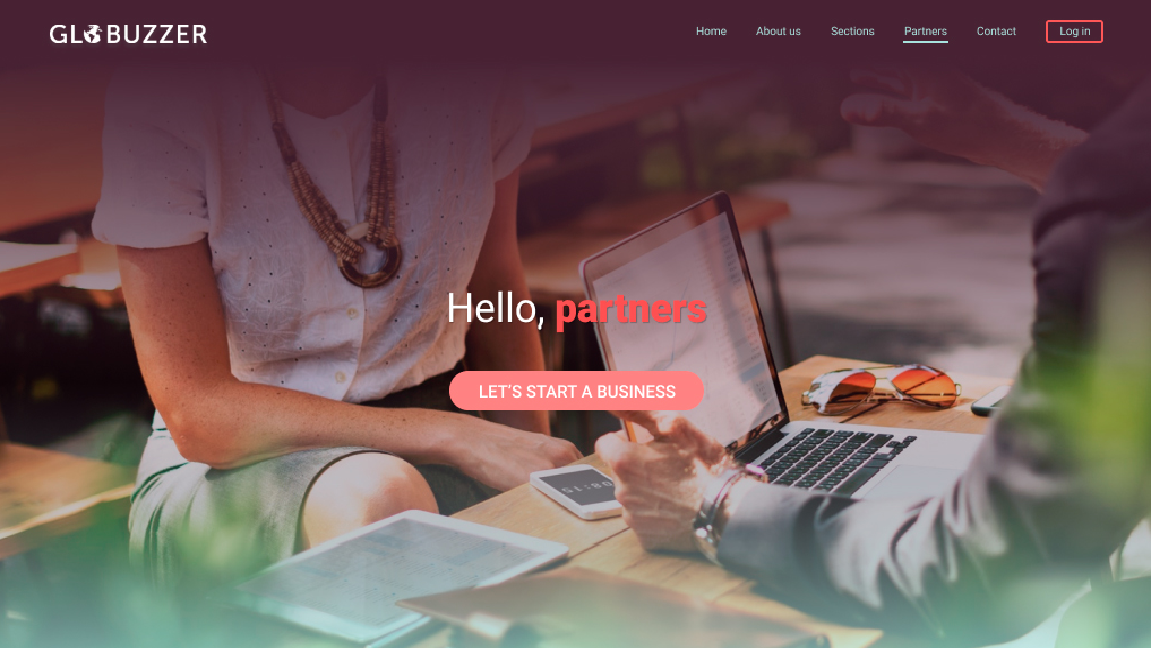 GLOBUZZER
Home About us Sections Partners Contact Log in
Hello, partners
LET'S START A BUSINESS